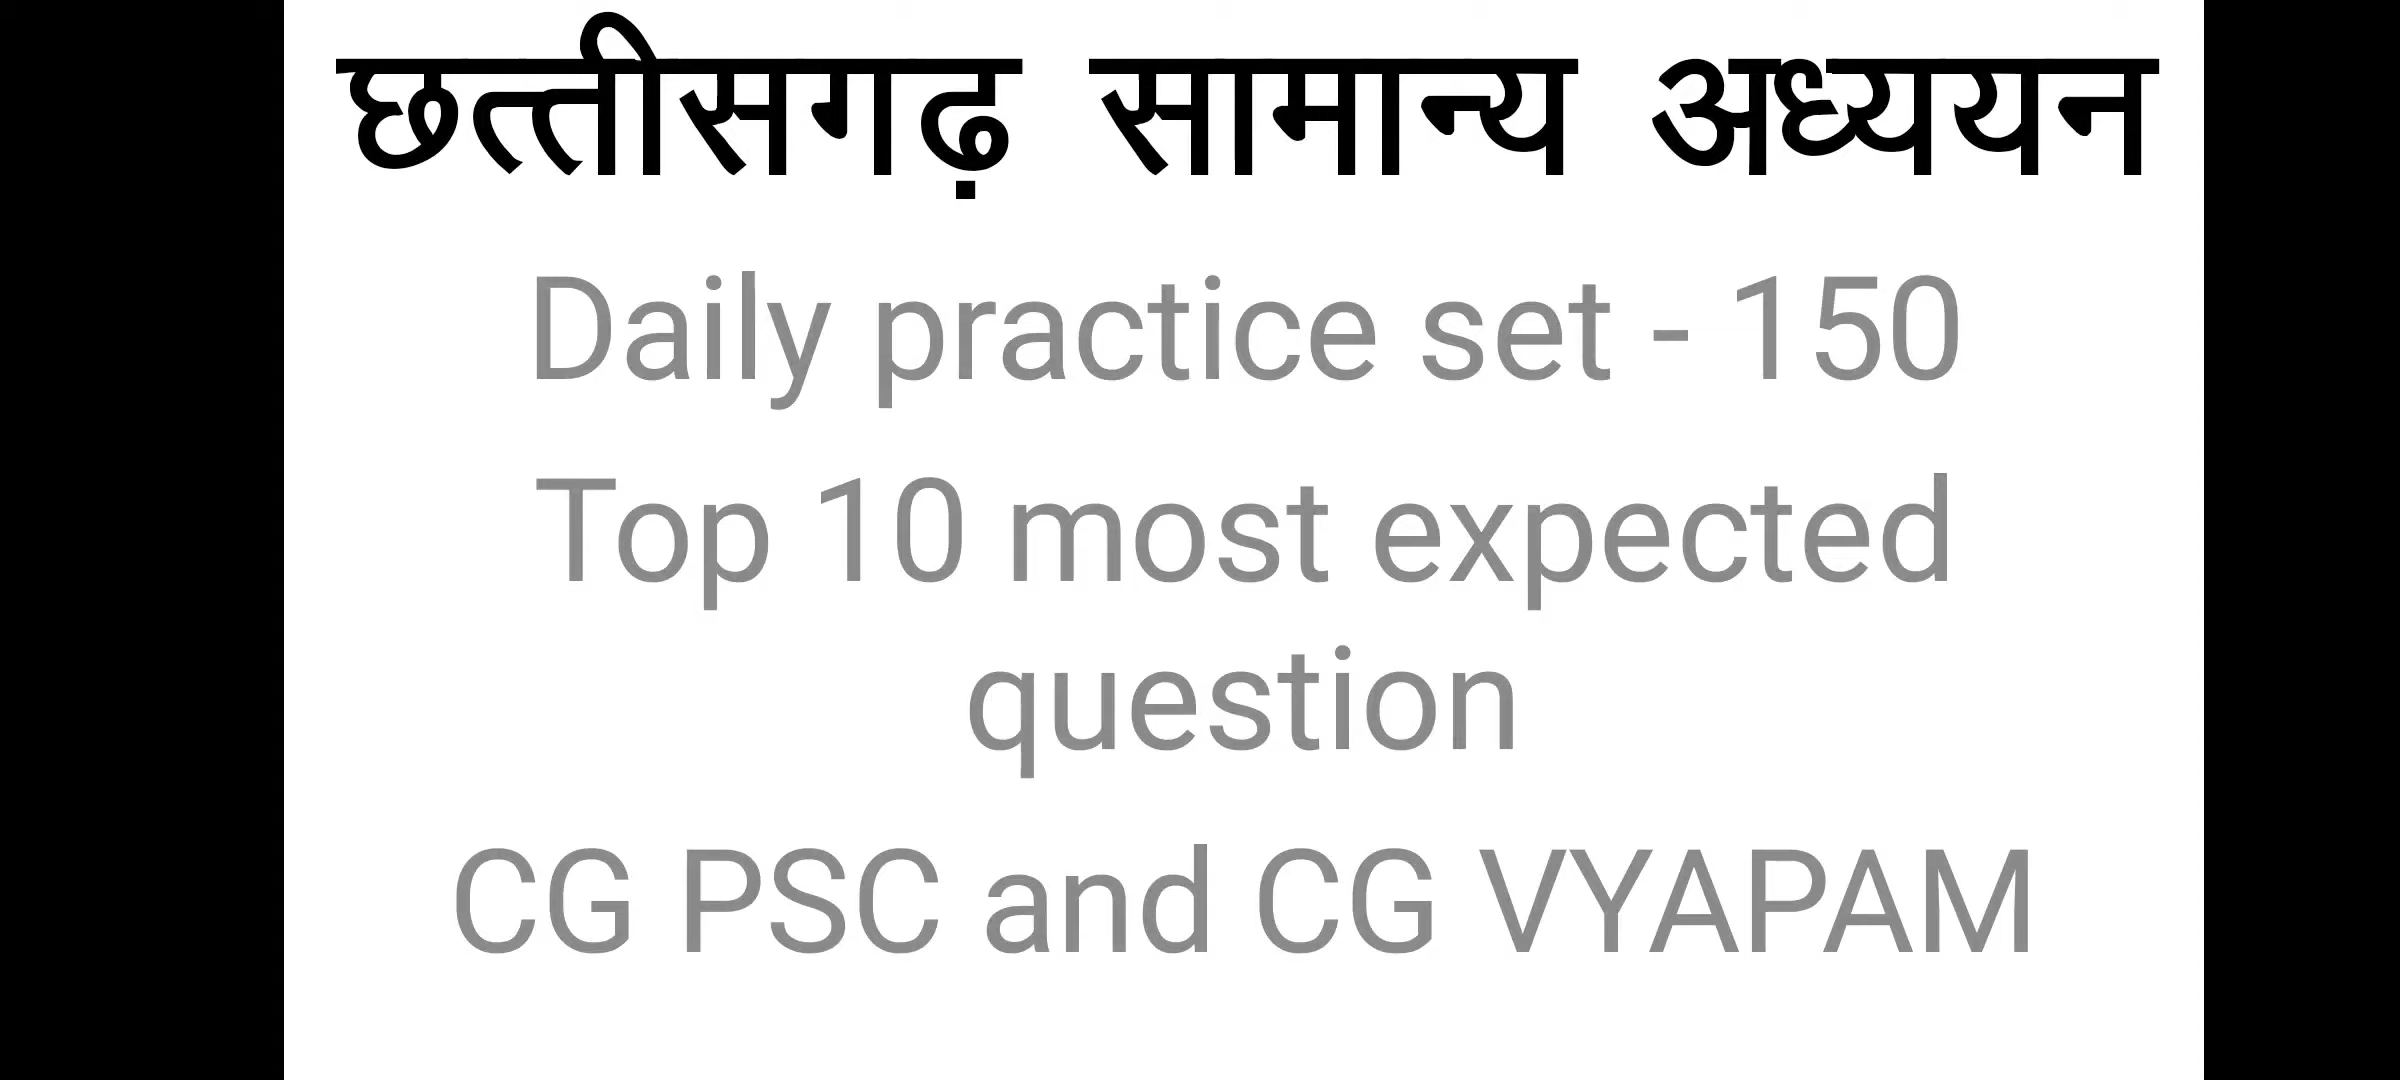 छत्तीसगढ़ सामान्य अध्ययन
Daily practice set - 150
Top 10 most expected
question
CG PSC and CG VYAPAM